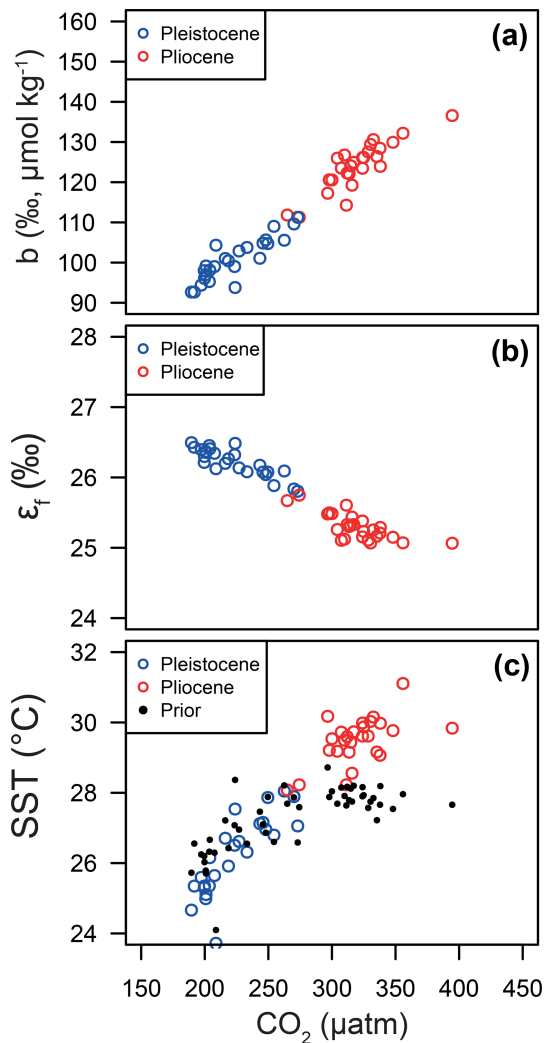 160
150
140
130
120
110
100
90
b (‰, µmol kg⁻¹)
Pleistocene
Pliocene
(a)
28
27
26
25
24
εf (‰)
Pleistocene
Pliocene
(b)
32
30
28
26
24
SST (°C)
Pleistocene
Pliocene
Prior
(c)
150 200 250 300 350 400 450
CO₂ (µatm)